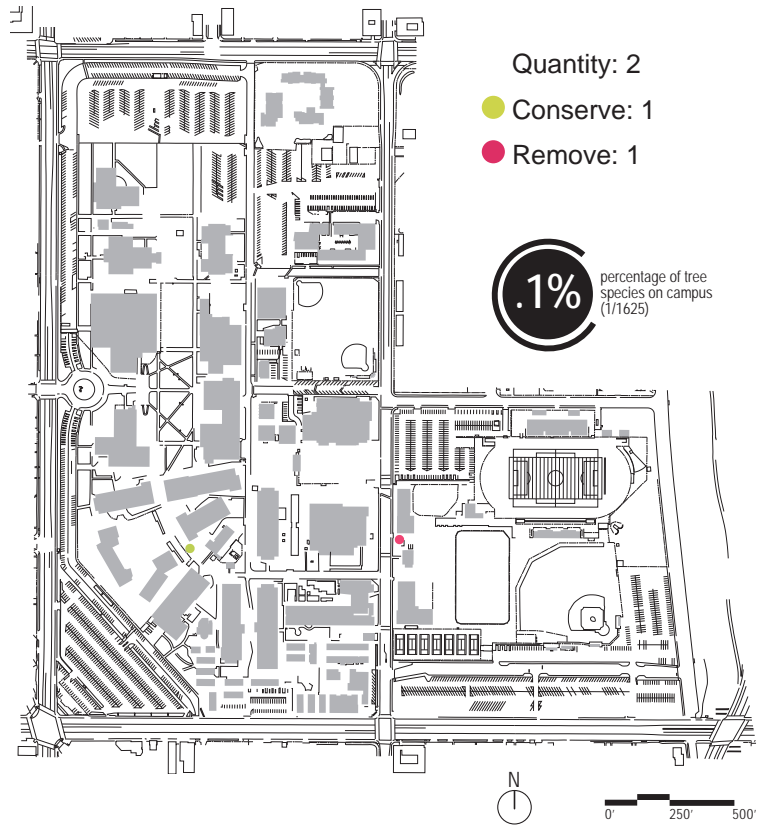 Quantity: 2
Conserve: 1
Remove: 1
.1%
percentage of tree
species on campus
(1/1625)
N
0'
250'
500'